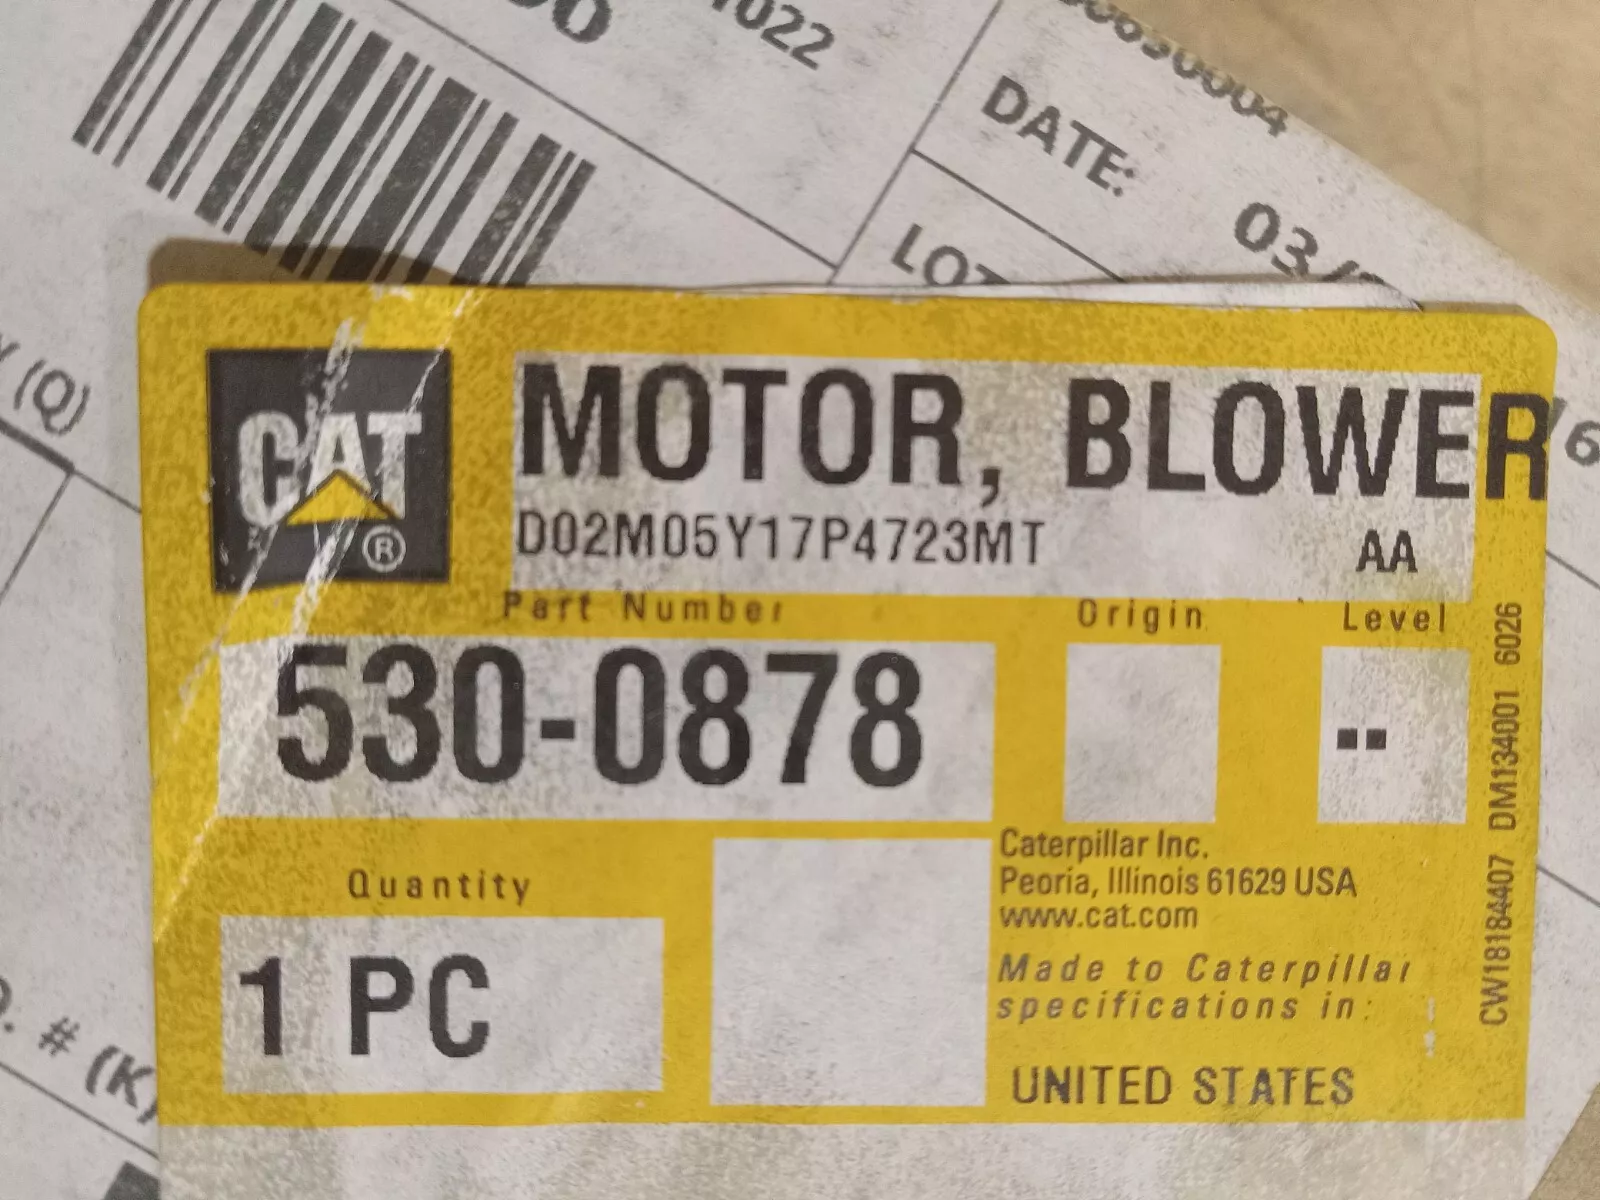 1022
DATE:
03/
LOT
(Q)
CAT
®
MOTOR, BLOWER
D02M05Y17P4723MT
AA
Part Number
Origin
Level
530-0878
--
Quantity
1 PC
Caterpillar Inc.
Peoria, Illinois 61629 USA
www.cat.com
Made to Caterpillar
specifications in:
UNITED STATES
CW18184407 DM134001 6026
# (K)